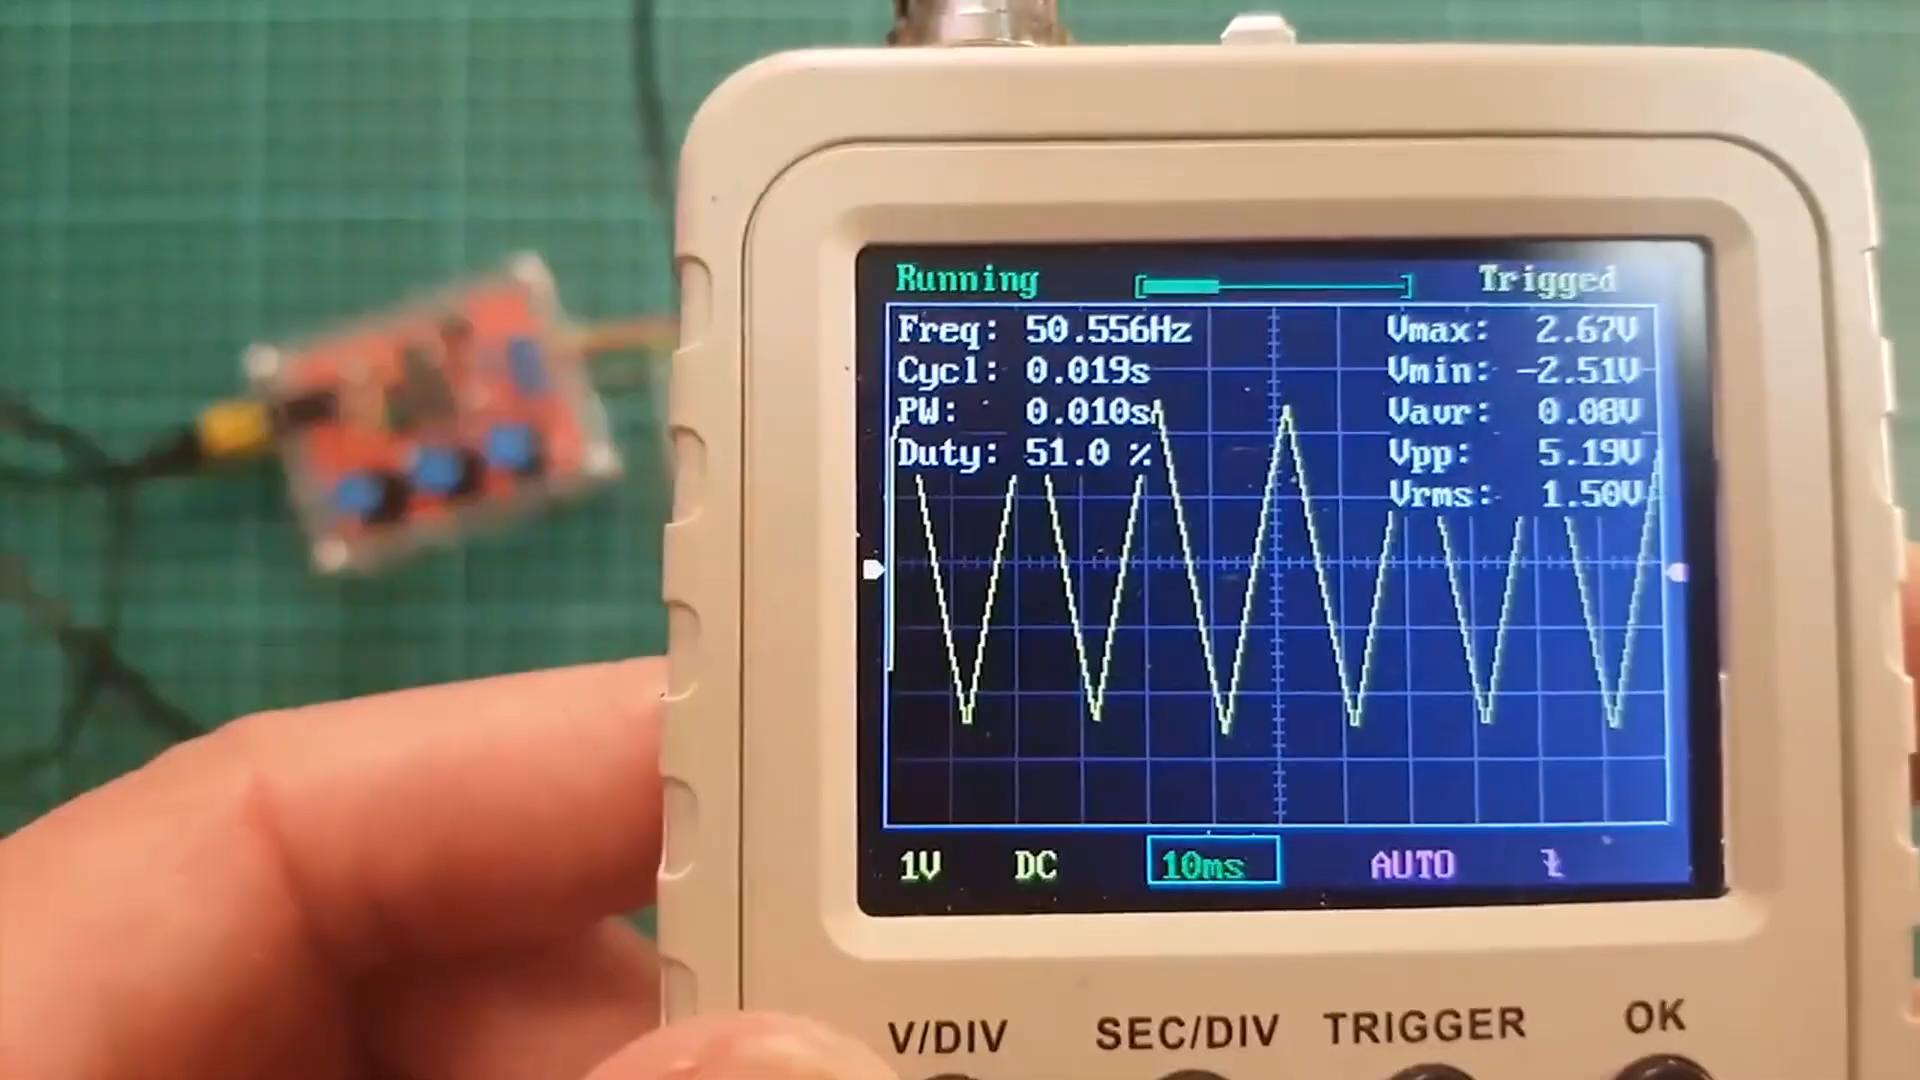 Running Trigged
Freq: 50.556Hz Vmax: 2.67V
Cycl: 0.019s Vmin: -2.51V
PW: 0.010s Vavr: 0.08V
Duty: 51.0 % Vpp: 5.19V
Vrms: 1.50V
1V DC 10ms AUTO
V/DIV SEC/DIV TRIGGER OK